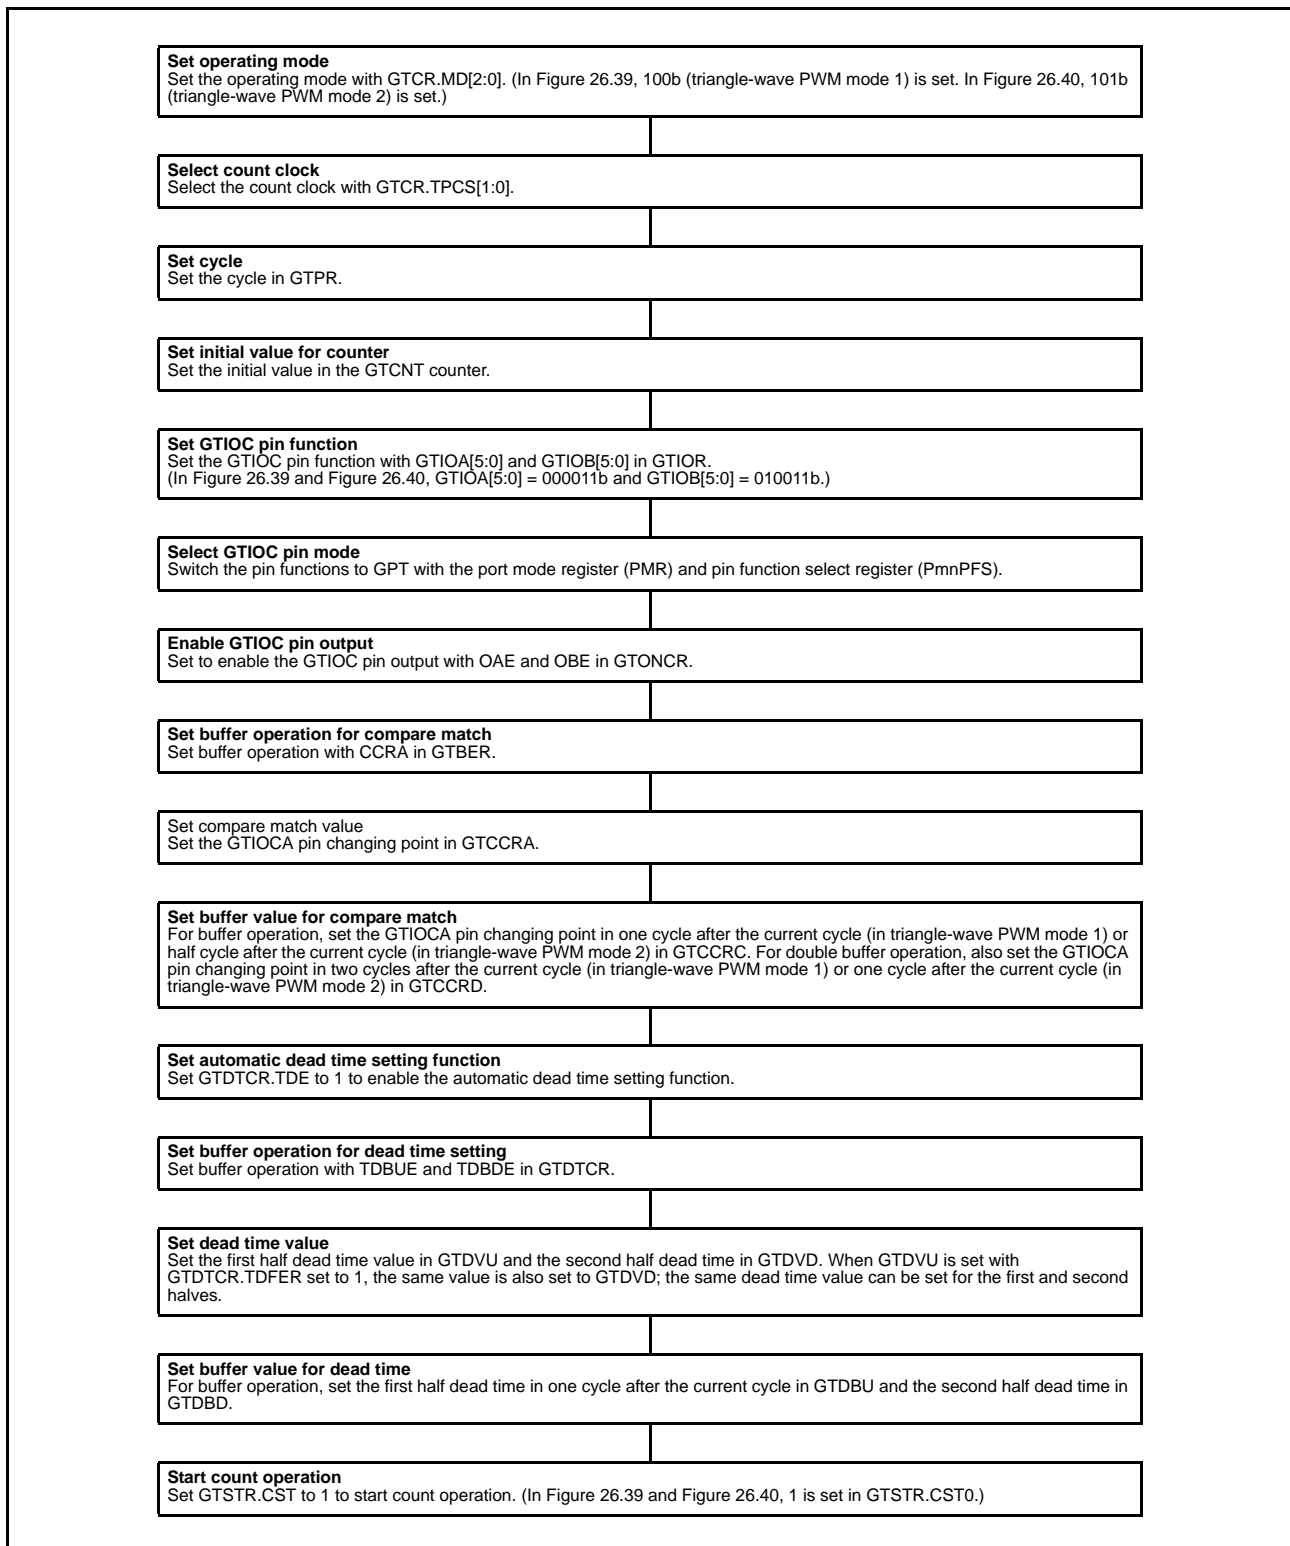 Set operating mode
Set the operating mode with GTCR.MD[2:0]. (In Figure 26.39, 100b (triangle-wave PWM mode 1) is set. In Figure 26.40, 101b
(triangle-wave PWM mode 2) is set.)
Select count clock
Select the count clock with GTCR.TPCS[1:0].
Set cycle
Set the cycle in GTPR.
Set initial value for counter
Set the initial value in the GTCNT counter.
Set GTIOC pin function
Set the GTIOC pin function with GTIOA[5:0] and GTIOB[5:0] in GTIOR.
(In Figure 26.39 and Figure 26.40, GTIOA[5:0] = 000011b and GTIOB[5:0] = 010011b.)
Select GTIOC pin mode
Switch the pin functions to GPT with the port mode register (PMR) and pin function select register (PmnPFS).
Enable GTIOC pin output
Set to enable the GTIOC pin output with OAE and OBE in GTONCR.
Set buffer operation for compare match
Set buffer operation with CCRA in GTBER.
Set compare match value
Set the GTIOCA pin changing point in GTCCRA.
Set buffer value for compare match
For buffer operation, set the GTIOCA pin changing point in one cycle after the current cycle (in triangle-wave PWM mode 1) or
half cycle after the current cycle (in triangle-wave PWM mode 2) in GTCCRC. For double buffer operation, also set the GTIOCA
pin changing point in two cycles after the current cycle (in triangle-wave PWM mode 1) or one cycle after the current cycle (in
triangle-wave PWM mode 2) in GTCCRD.
Set automatic dead time setting function
Set GTDTCR.TDE to 1 to enable the automatic dead time setting function.
Set buffer operation for dead time setting
Set buffer operation with TDBUE and TDBDE in GTDTCR.
Set dead time value
Set the first half dead time value in GTDVU and the second half dead time in GTDVD. When GTDVU is set with
GTDTCR.TDFER set to 1, the same value is also set to GTDVD; the same dead time value can be set for the first and second
halves.
Set buffer value for dead time
For buffer operation, set the first half dead time in one cycle after the current cycle in GTDBU and the second half dead time in
GTDBD.
Start count operation
Set GTSTR.CST to 1 to start count operation. (In Figure 26.39 and Figure 26.40, 1 is set in GTSTR.CST0.)